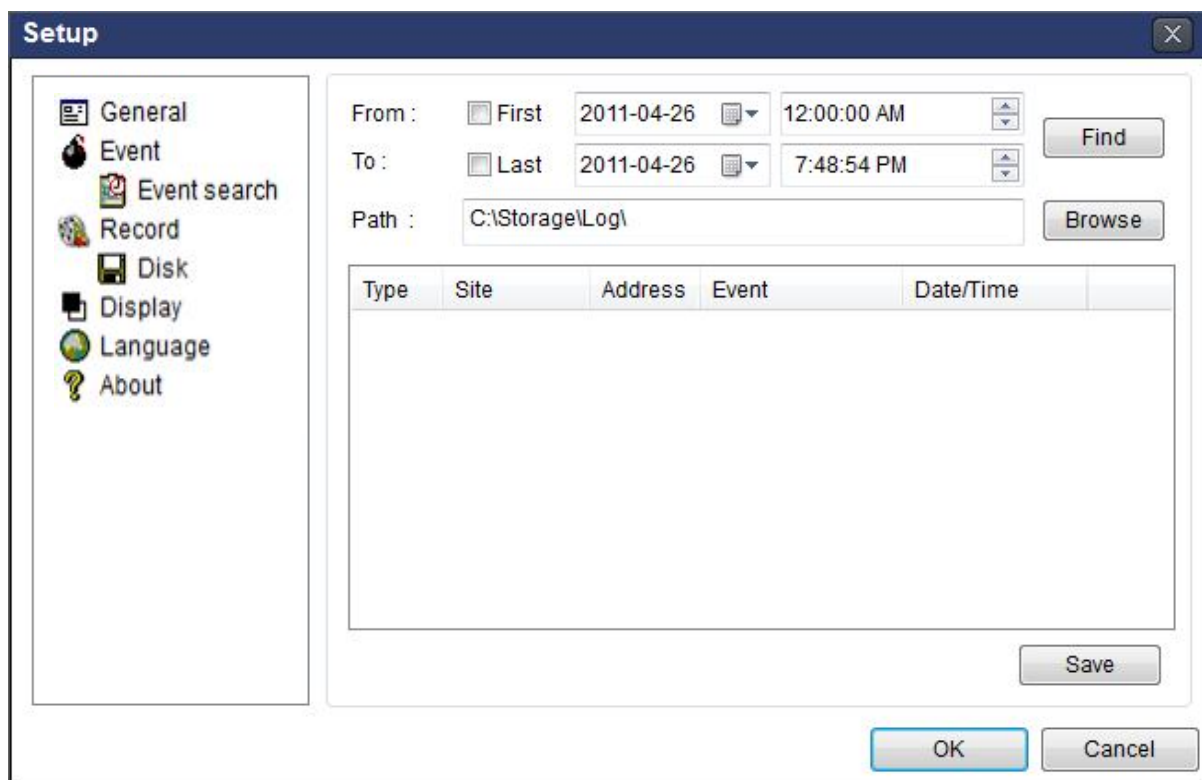 Setup
General
Event
Event search
Record
Disk
Display
Language
About
From : First 2011-04-26 12:00:00 AM Find
To : Last 2011-04-26 7:48:54 PM
Path : C:\Storage\Log\ Browse
Type Site Address Event Date/Time
Save
OK Cancel